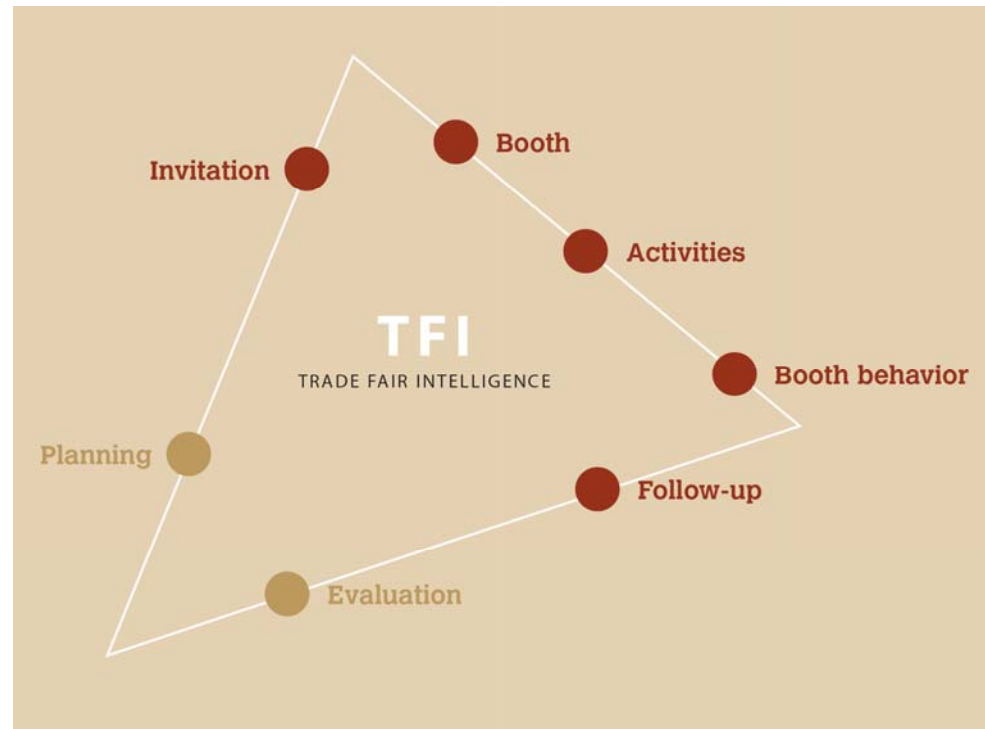 Booth
Invitation
Activities
TFI
TRADE FAIR INTELLIGENCE
Booth behavior
Planning
Follow-up
Evaluation